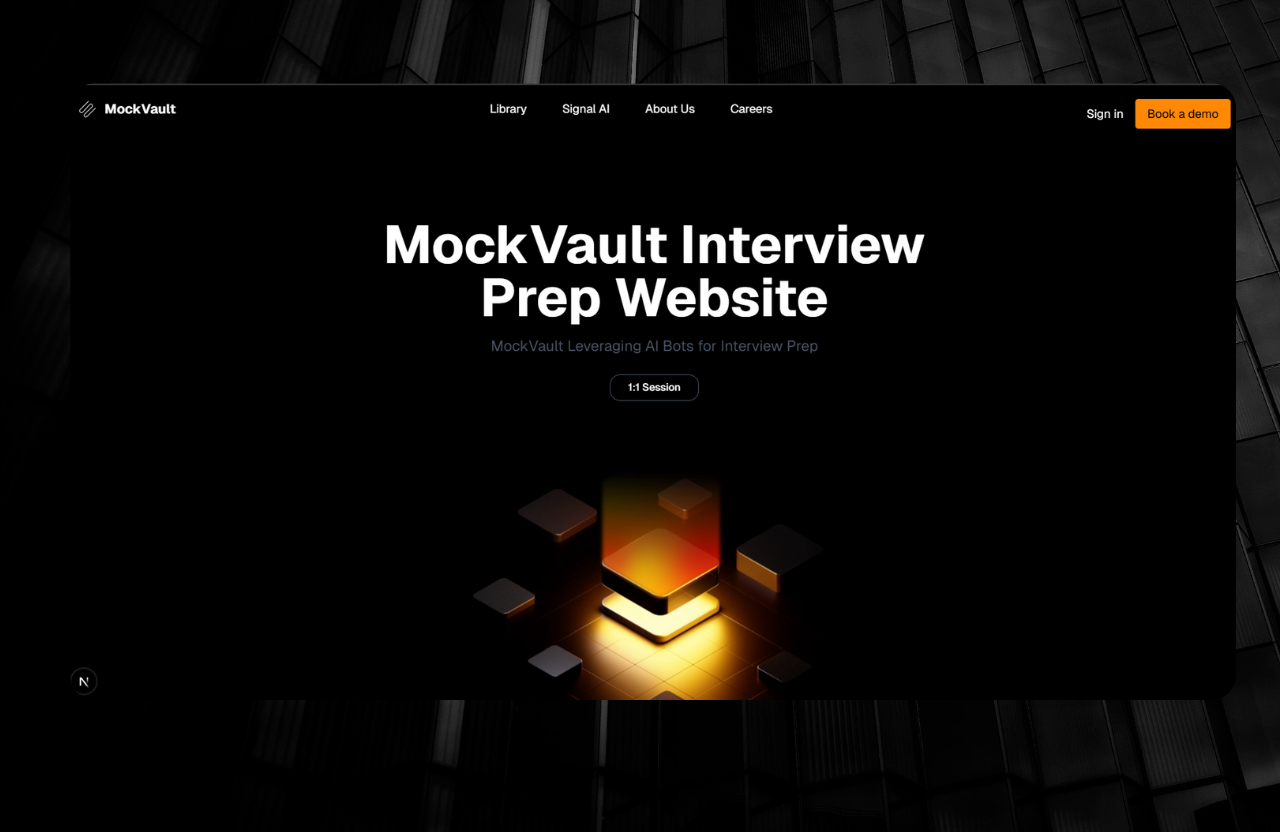 MockVault
Library
Signal AI
About Us
Careers
Sign in
Book a demo
MockVault Interview
Prep Website
MockVault Leveraging AI Bots for Interview Prep
1:1 Session
N